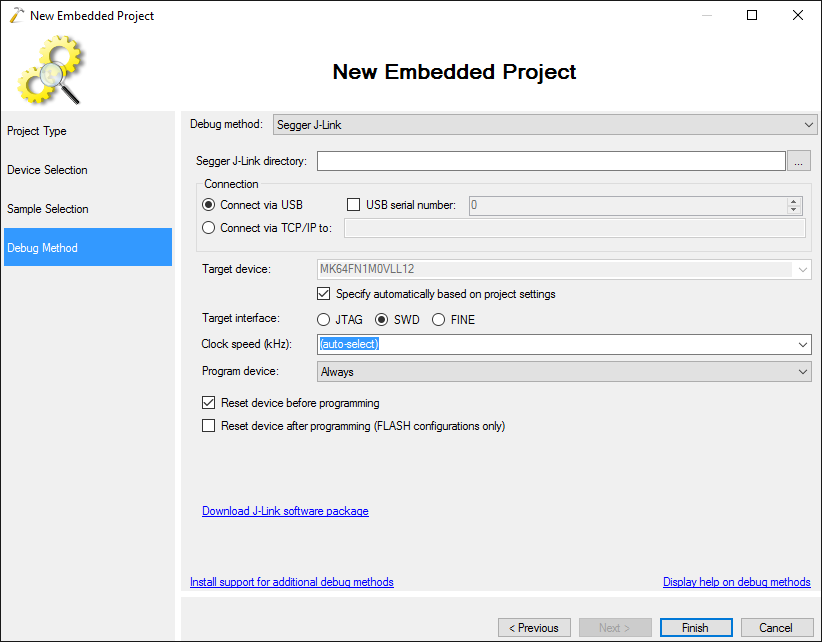 New Embedded Project
New Embedded Project
Project Type
Device Selection
Sample Selection
Debug Method
Debug method: Segger J-Link
Segger J-Link directory: ...
Connection
Connect via USB USB serial number: 0
Connect via TCP/IP to:
Target device: MK64FN1M0VLL12
Specify automatically based on project settings
Target interface: JTAG SWD FINE
Clock speed (kHz): (auto-select)
Program device: Always
Reset device before programming
Reset device after programming (FLASH configurations only)
Download J-Link software package
Install support for additional debug methods Display help on debug methods
< Previous Next > Finish Cancel